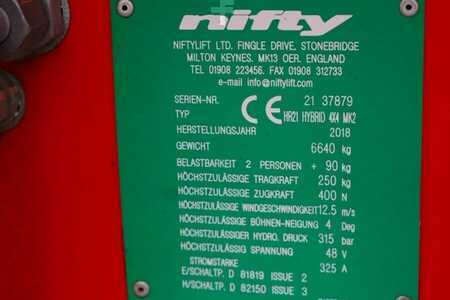 nifty
NIFTYLIFT LTD. FINGLE DRIVE, STONEBRIDGE
MILTON KEYNES. MK13 OER. ENGLAND
TEL 01908 223456. FAX 01908 312733
e-mail info@niftylift.com
SERIEN-NR. 21 37879
TYP CE HR21 HYBRID 4X4 MK2
HERSTELLUNGSJAHR 2018
GEWICHT 6640 kg
BELASTBARKEIT 2 PERSONEN + 90 kg
HÖCHSTZULÄSSIGE TRAGKRAFT 250 kg
HÖCHSTZULÄSSIGE ZUGKRAFT 400 N
HÖCHSTZULÄSSIGE WINDGESCHWINDIGKEIT 12.5 m/s
HÖCHSTZULÄSSIGE BÜHNEN-NEIGUNG 4 Deg
HÖCHSTZULÄSSIGER HYDRO. DRUCK 315 bar
HÖCHSTZULÄSSIG SPANNUNG 48 V
STROMSTARKE 325 A
E/SCHALTP. D 81819 ISSUE 2
H/SCHALTP. D 82150 ISSUE 3